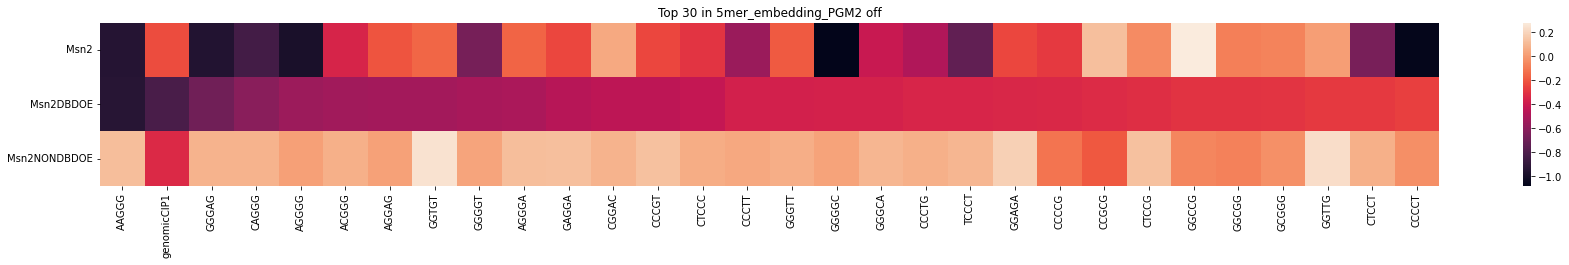 Top 30 in 5mer_embedding_PGM2 off
Msn2
Msn2DBDOE
Msn2NONDBDOE
AAGGG
genomicCIP1
GGGAG
CAGGG
AGGGG
ACGGG
AGGAG
GGTGT
GGGGT
AGGGA
GAGGA
CGGAC
CCCGT
CTCCC
CCCTT
GGGTT
GGGGC
GGGCA
CCCTG
TCCCT
GGAGA
CCCCG
CCGCG
CTCCG
GGCCG
GGCGG
GCGGG
GGTTG
CTCCT
CCCCT
0.2
0.0
−0.2
−0.4
−0.6
−0.8
−1.0